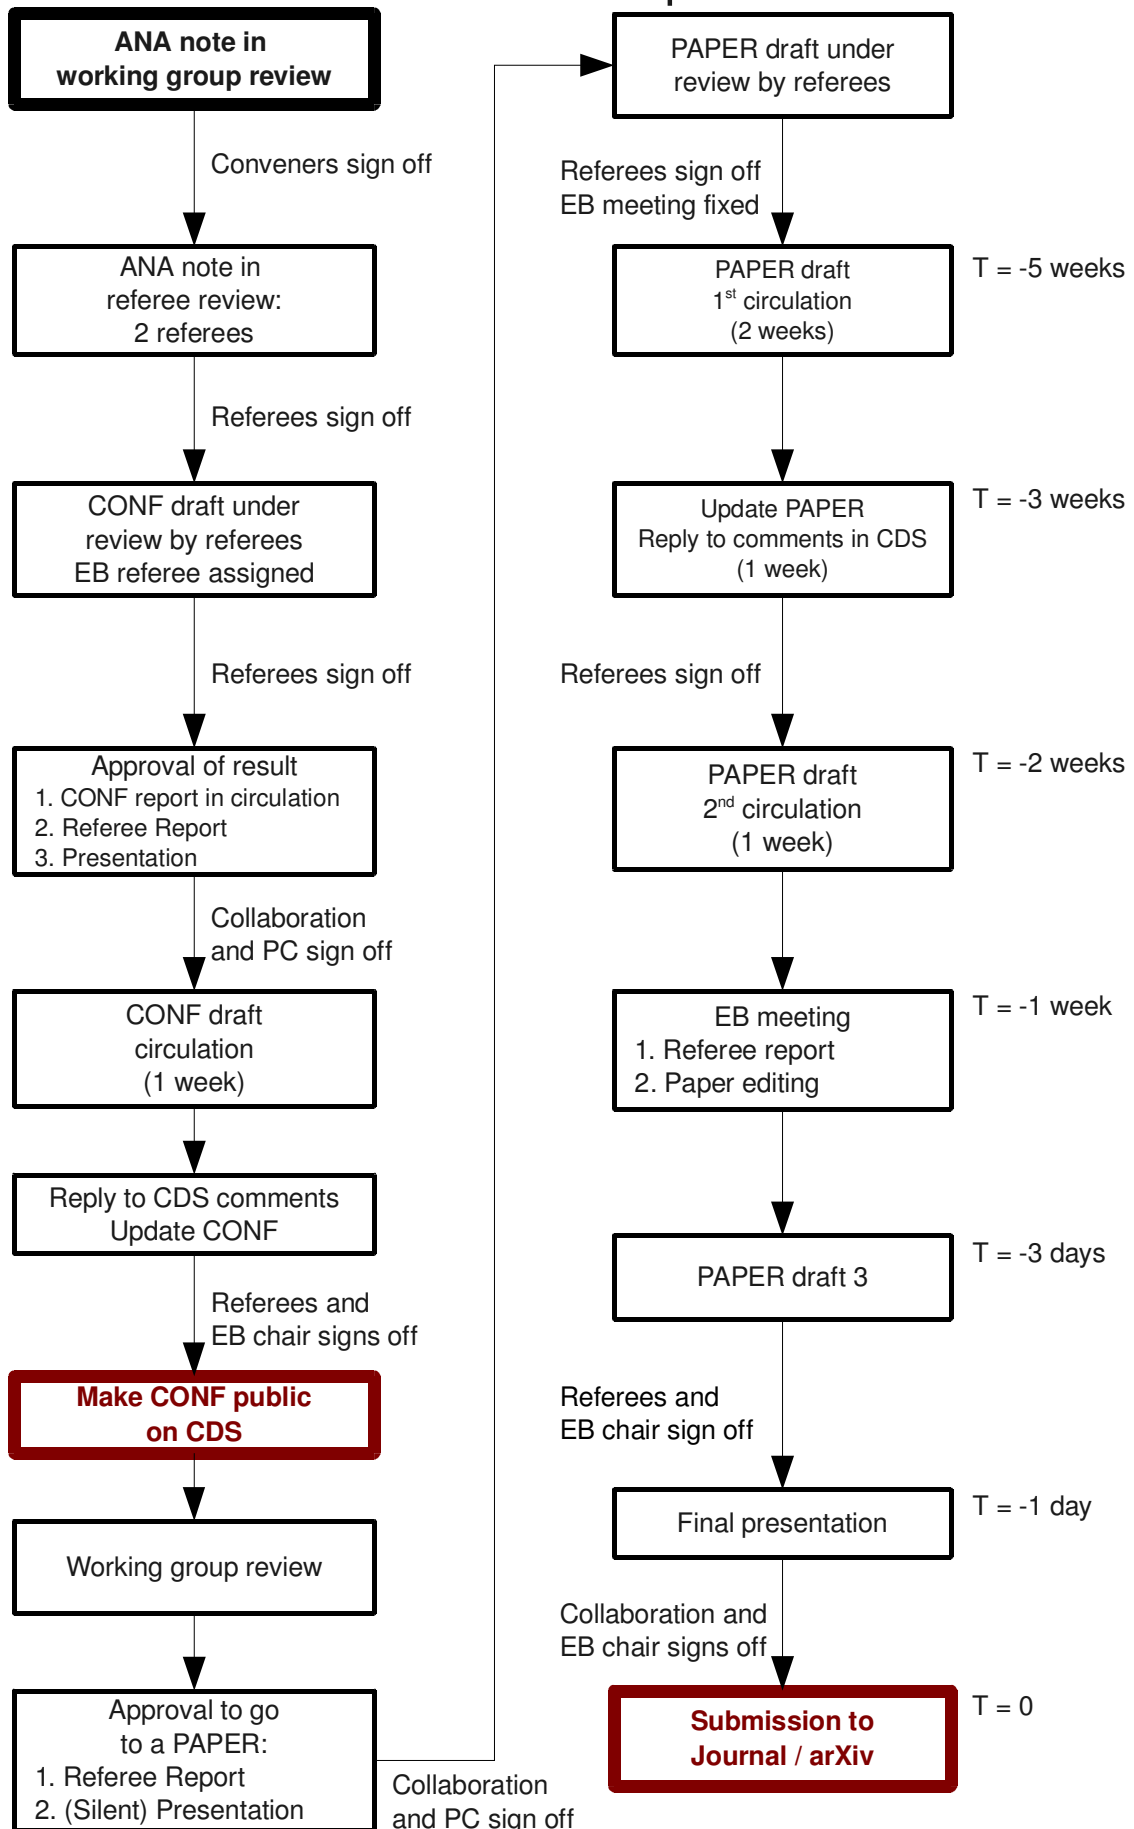 ANA note in
working group review
Conveners sign off
ANA note in
referee review:
2 referees
Referees sign off
CONF draft under
review by referees
EB referee assigned
Referees sign off
Approval of result
1. CONF report in circulation
2. Referee Report
3. Presentation
Collaboration
and PC sign off
CONF draft
circulation
(1 week)
Reply to CDS comments
Update CONF
Referees and
EB chair signs off
Make CONF public
on CDS
Working group review
Approval to go
to a PAPER:
1. Referee Report
2. (Silent) Presentation
Collaboration
and PC sign off
PAPER draft under
review by referees
Referees sign off
EB meeting fixed
PAPER draft
1st circulation
(2 weeks)
T = -5 weeks
Update PAPER
Reply to comments in CDS
(1 week)
T = -3 weeks
Referees sign off
PAPER draft
2nd circulation
(1 week)
T = -2 weeks
EB meeting
1. Referee report
2. Paper editing
T = -1 week
PAPER draft 3
T = -3 days
Referees and
EB chair sign off
Final presentation
T = -1 day
Collaboration and
EB chair signs off
Submission to
Journal / arXiv
T = 0